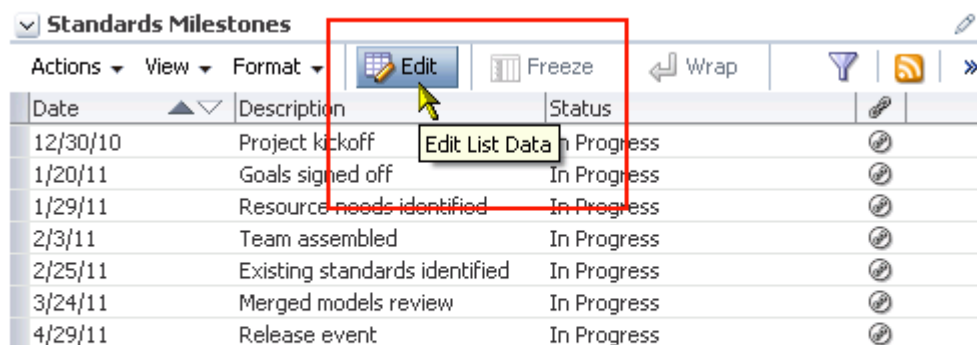 Standards Milestones
Actions View Format Edit Freeze Wrap
Date Description Status
12/30/10 Project kickoff In Progress
Edit List Data
1/20/11 Goals signed off In Progress
1/29/11 Resource needs identified In Progress
2/3/11 Team assembled In Progress
2/25/11 Existing standards identified In Progress
3/24/11 Merged models review In Progress
4/29/11 Release event In Progress